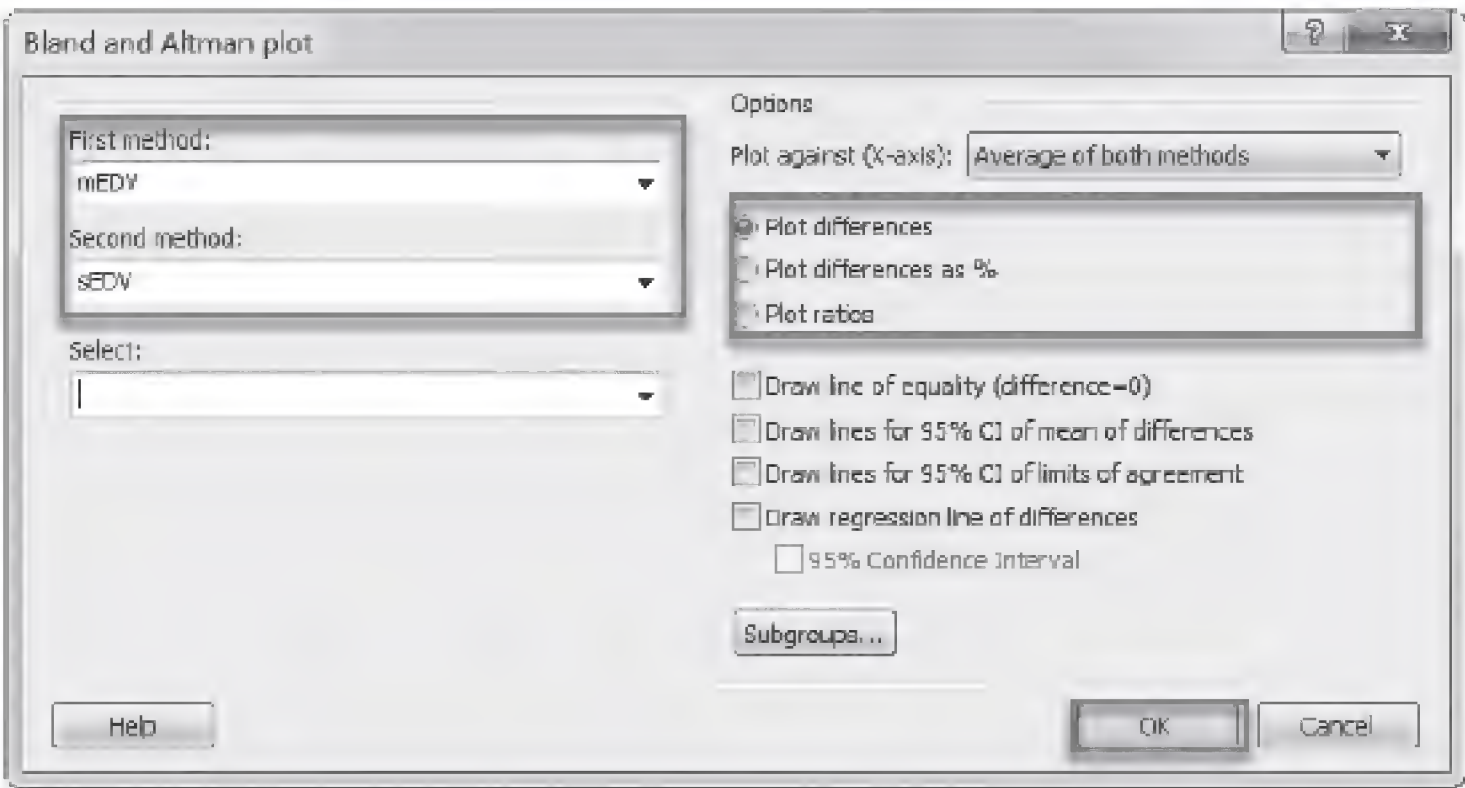 Bland and Altman plot
First method:
mEDV
Second method:
sEDV
Select:
Options
Plot against (X-axis): Average of both methods
Plot differences
Plot differences as %
Plot ratios
Draw line of equality (difference=0)
Draw lines for 95% CI of mean of differences
Draw lines for 95% CI of limits of agreement
Draw regression line of differences
95% Confidence Interval
Subgroups...
Help
OK
Cancel